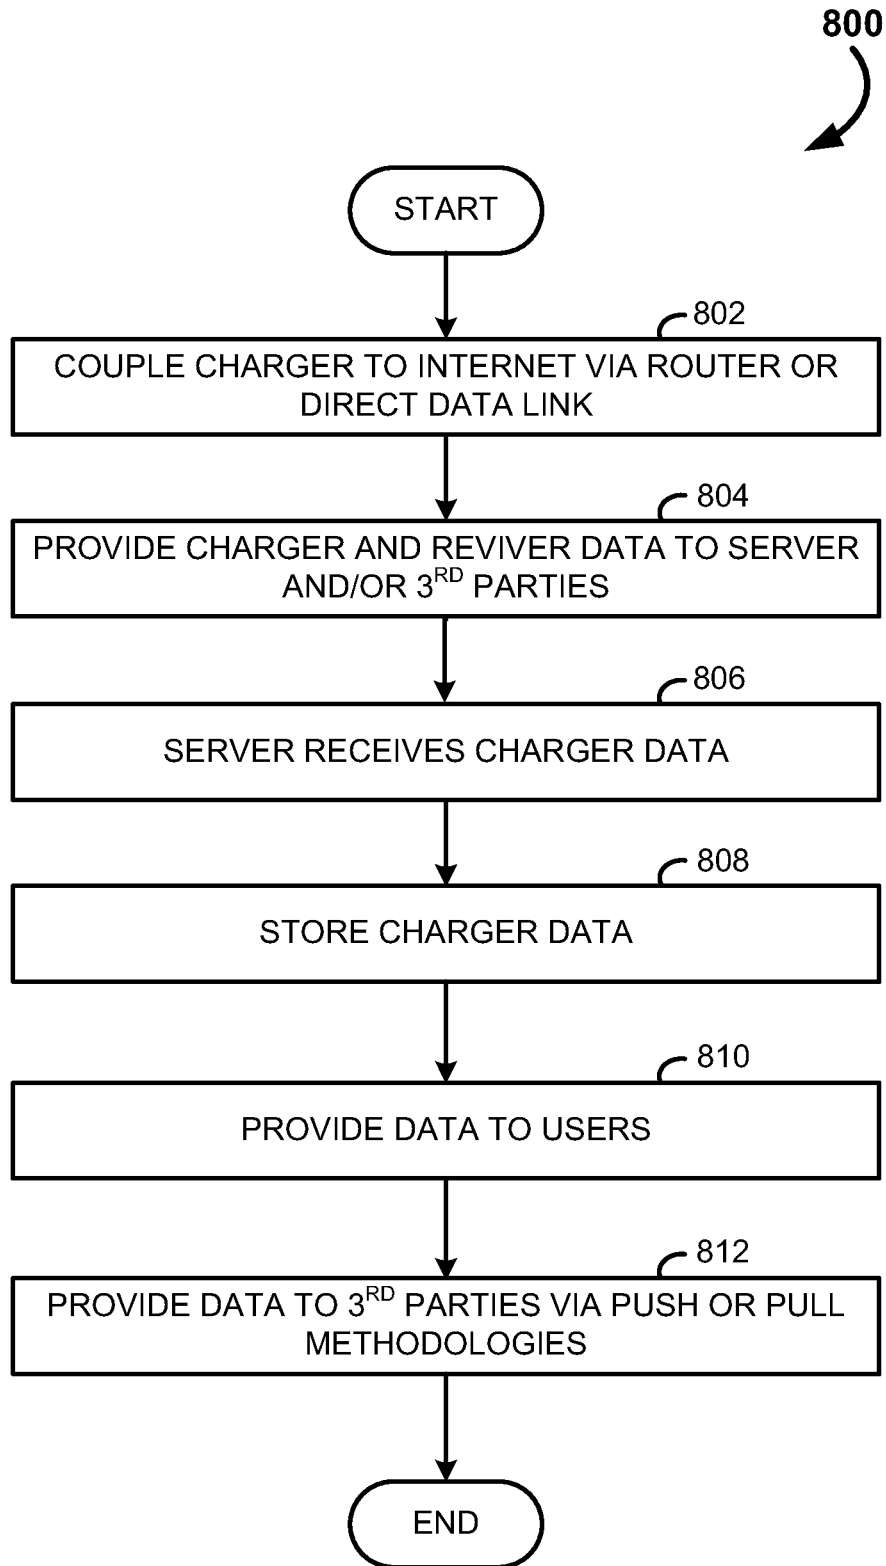 800
START
802
COUPLE CHARGER TO INTERNET VIA ROUTER OR
DIRECT DATA LINK
804
PROVIDE CHARGER AND REVIVER DATA TO SERVER
AND/OR 3RD PARTIES
806
SERVER RECEIVES CHARGER DATA
808
STORE CHARGER DATA
810
PROVIDE DATA TO USERS
812
PROVIDE DATA TO 3RD PARTIES VIA PUSH OR PULL
METHODOLOGIES
END